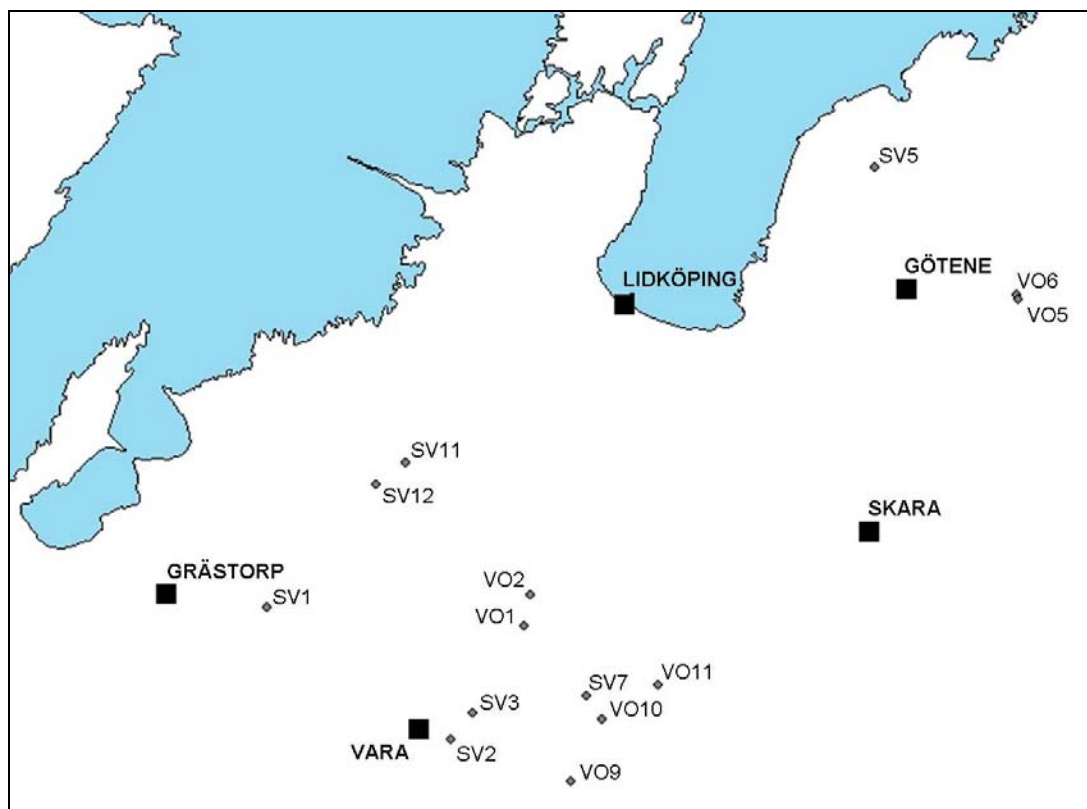 SV5
GÖTENE
LIDKÖPING
VO6
VO5
SV11
SV12
SKARA
GRÄSTORP
SV1
VO2
VO1
VO11
SV7
SV3
VO10
VARA
SV2
VO9